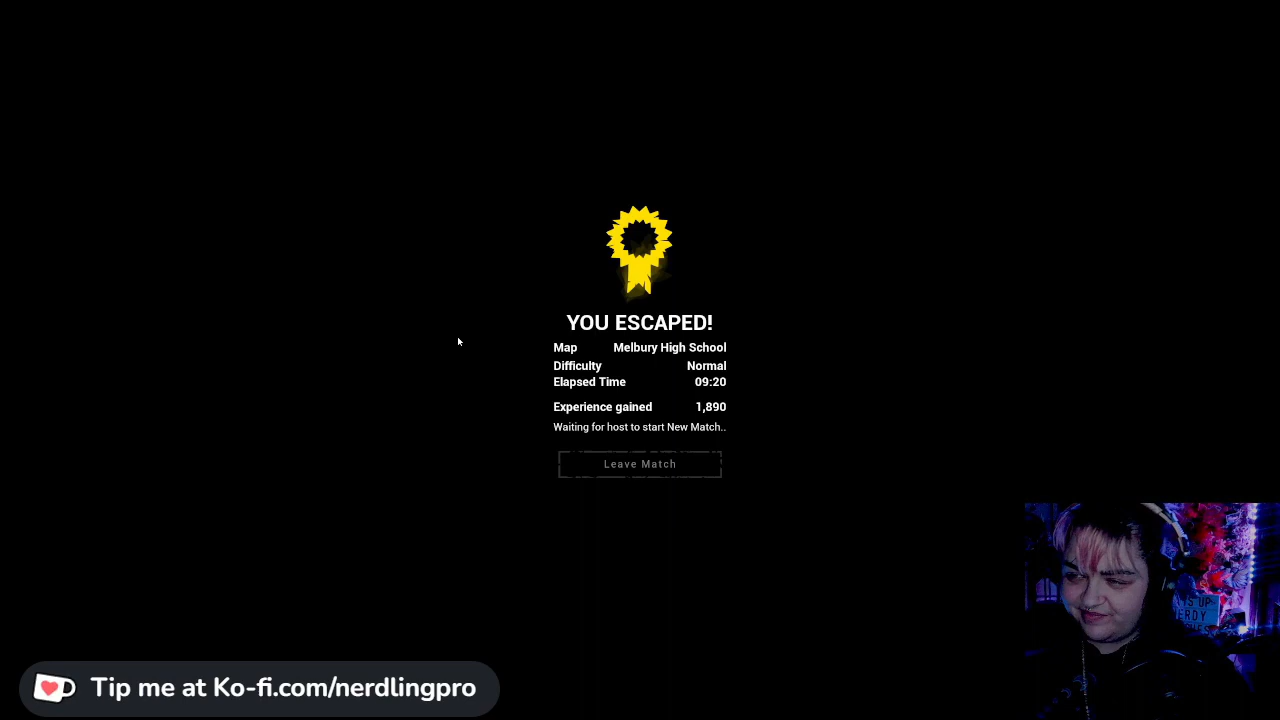 YOU ESCAPED!
Map Melbury High School
Difficulty Normal
Elapsed Time 09:20
Experience gained 1,890
Waiting for host to start New Match..
Leave Match
Tip me at Ko-fi.com/nerdlingpro